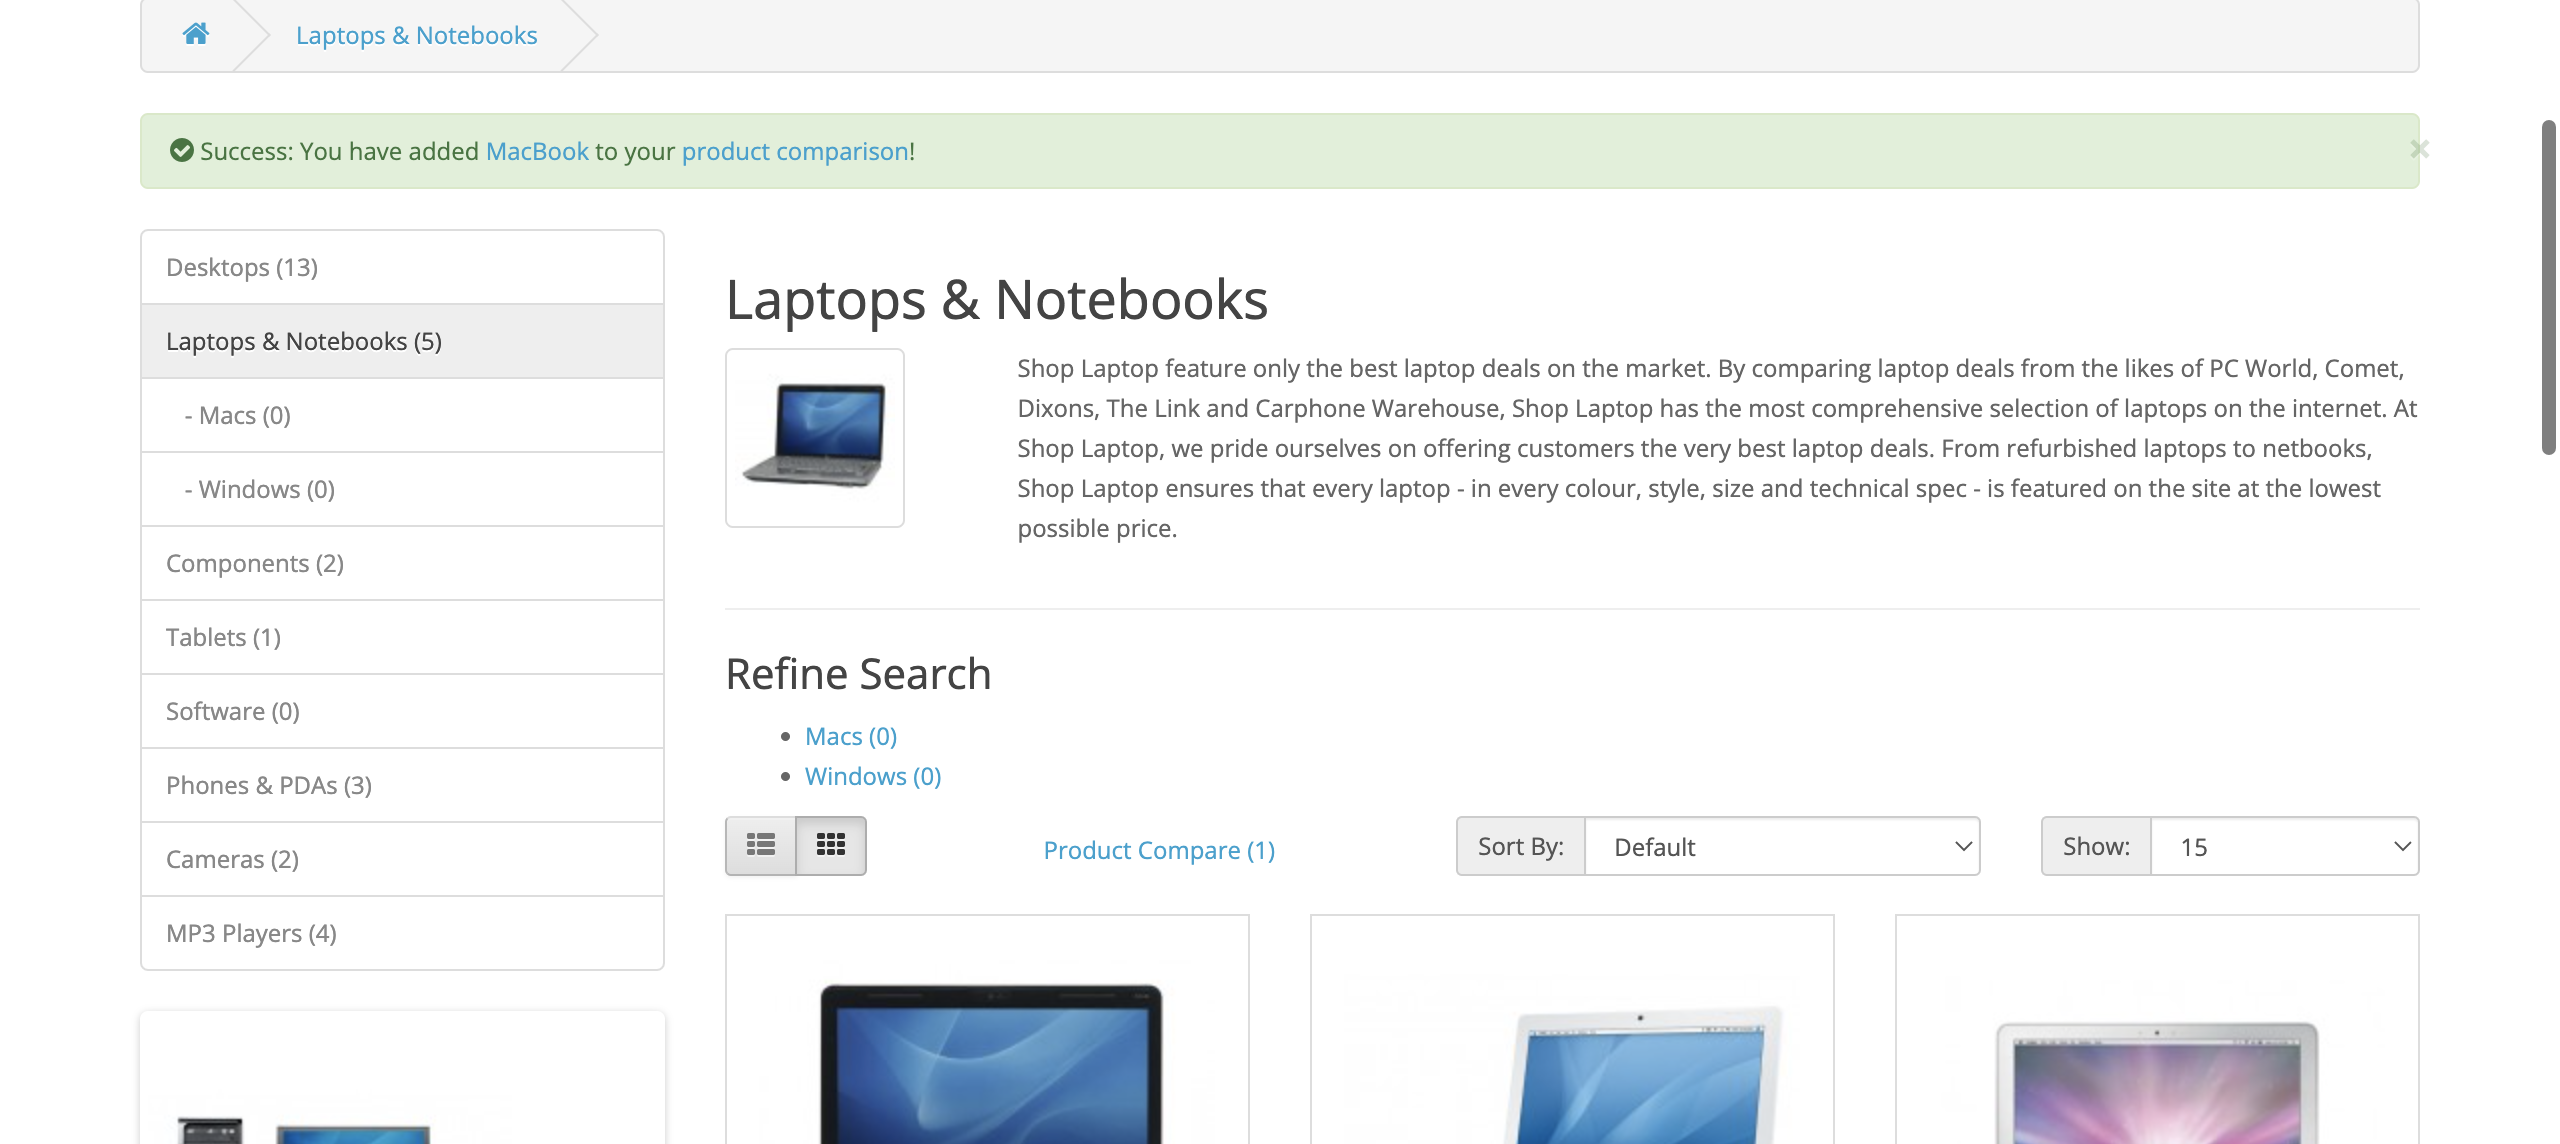 Laptops & Notebooks
Success: You have added MacBook to your product comparison!
×
Desktops (13)
Laptops & Notebooks (5)
- Macs (0)
- Windows (0)
Components (2)
Tablets (1)
Software (0)
Phones & PDAs (3)
Cameras (2)
MP3 Players (4)
Laptops & Notebooks
Shop Laptop feature only the best laptop deals on the market. By comparing laptop deals from the likes of PC World, Comet,
Dixons, The Link and Carphone Warehouse, Shop Laptop has the most comprehensive selection of laptops on the internet. At
Shop Laptop, we pride ourselves on offering customers the very best laptop deals. From refurbished laptops to netbooks,
Shop Laptop ensures that every laptop - in every colour, style, size and technical spec - is featured on the site at the lowest
possible price.
Refine Search
Macs (0)
Windows (0)
Product Compare (1)
Sort By: Default
Show: 15